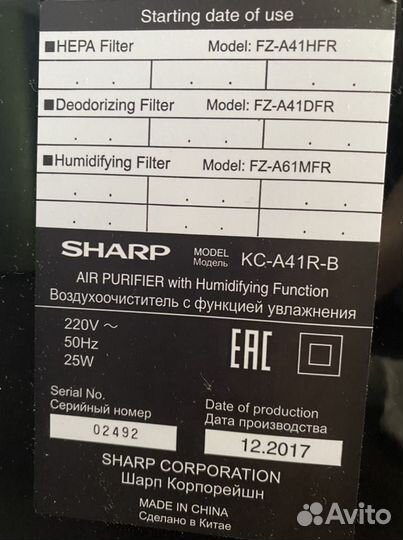 Starting date of use
■HEPA Filter Model: FZ-A41HFR
. . . . . . . .
■Deodorizing Filter Model: FZ-A41DFR
. . . . . . . .
■Humidifying Filter Model: FZ-A61MFR
. . . . . . . .
. . . . . . . .
SHARP MODEL Модель KC-A41R-B
AIR PURIFIER with Humidifying Function
Воздухоочиститель с функцией увлажнения
220V ~
50Hz
25W
EAC
Serial No.
Серийный номер
02492
Date of production
Дата производства
12.2017
SHARP CORPORATION
Шарп Корпорейшн
MADE IN CHINA
Сделано в Китае
Avito